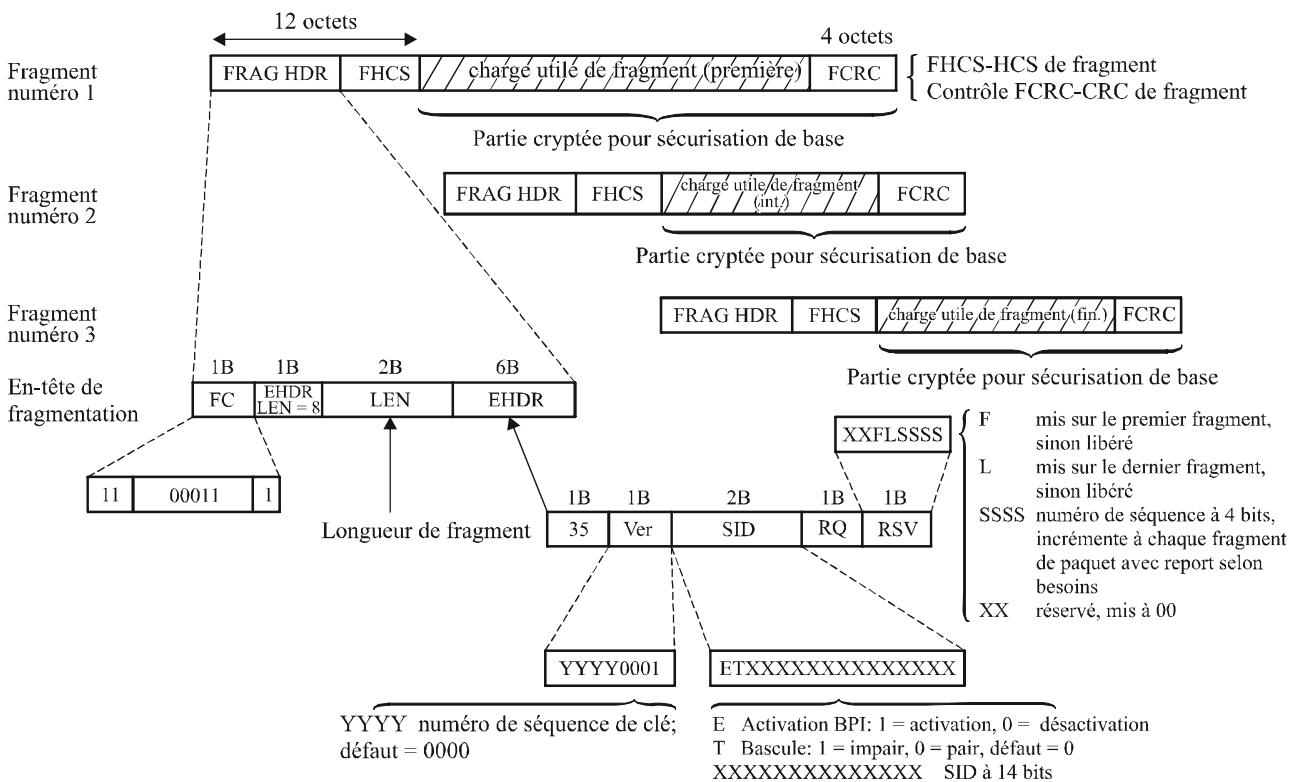 12 octets
4 octets
Fragment
numéro 1
FRAG HDR
FHCS
charge utile de fragment (première)
FCRC
FHCS-HCS de fragment
Contrôle FCRC-CRC de fragment
Partie cryptée pour sécurisation de base
Fragment
numéro 2
FRAG HDR
FHCS
charge utile de fragment
(int.)
FCRC
Partie cryptée pour sécurisation de base
Fragment
numéro 3
FRAG HDR
FHCS
charge utile de fragment (fin.)
FCRC
Partie cryptée pour sécurisation de base
En-tête de
fragmentation
1B
1B
2B
6B
FC
EHDR
LEN = 8
LEN
EHDR
11
00011
1
Longueur de fragment
XXFLSSSS
F mis sur le premier fragment,
sinon libéré
L mis sur le dernier fragment,
sinon libéré
SSSS numéro de séquence à 4 bits,
incrémente à chaque fragment
de paquet avec report selon
besoins
XX réservé, mis à 00
1B
1B
2B
1B
1B
35
Ver
SID
RQ
RSV
YYYY0001
ETXXXXXXXXXXXXXX
YYYY numéro de séquence de clé;
défaut = 0000
E Activation BPI: 1 = activation, 0 = désactivation
T Bascule: 1 = impair, 0 = pair, défaut = 0
XXXXXXXXXXXXXX SID à 14 bits